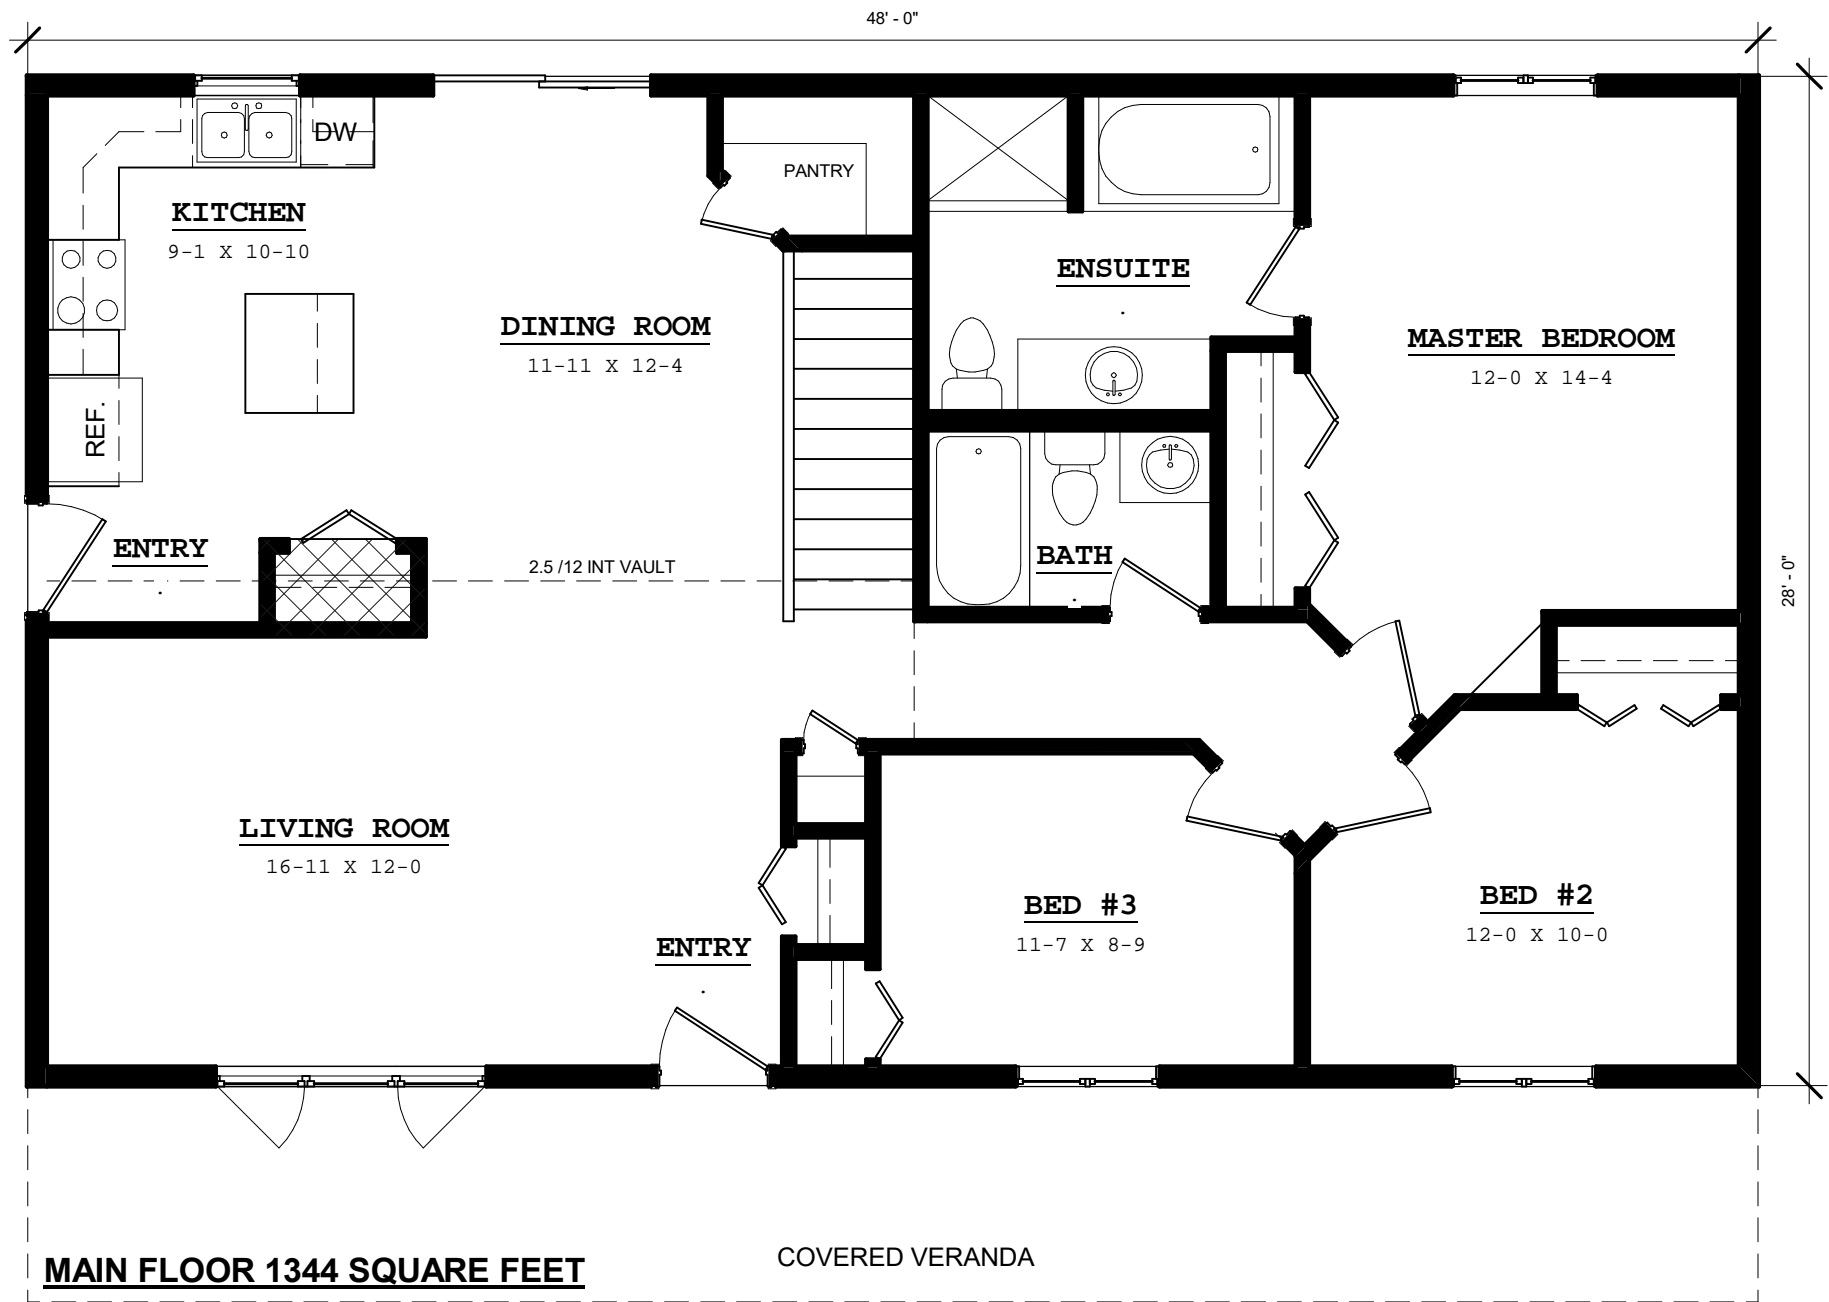 48' - 0"
DW
PANTRY
KITCHEN
9-1 X 10-10
ENSUITE
DINING ROOM
11-11 X 12-4
MASTER BEDROOM
12-0 X 14-4
REF.
ENTRY
2.5 /12 INT VAULT
BATH
28' - 0"
LIVING ROOM
16-11 X 12-0
BED #3
11-7 X 8-9
BED #2
12-0 X 10-0
ENTRY
COVERED VERANDA
MAIN FLOOR 1344 SQUARE FEET